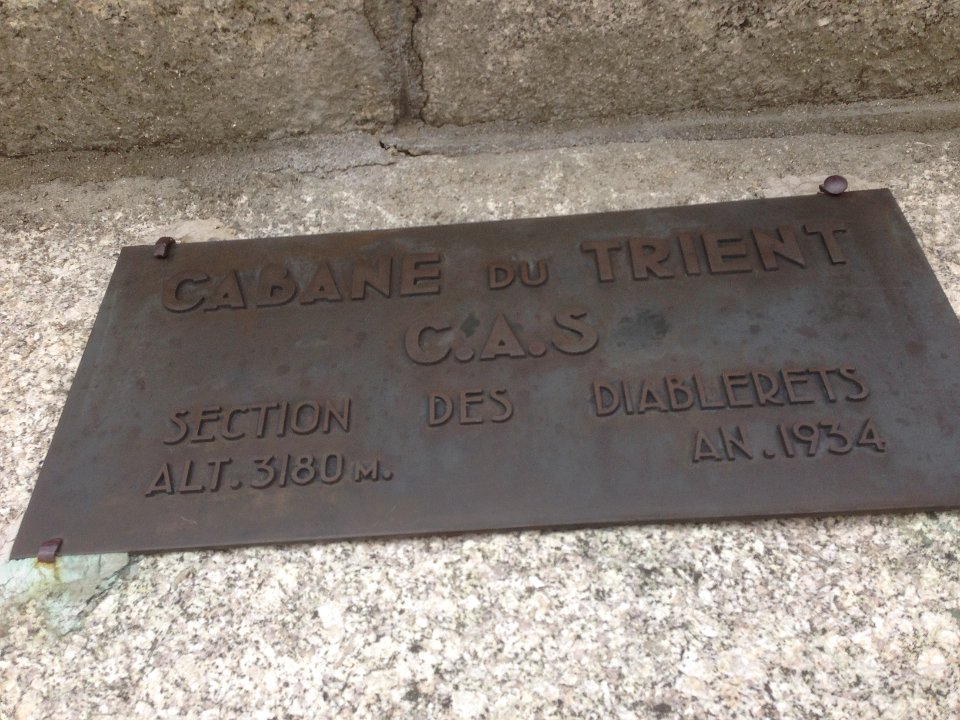 CABANE DU TRIENT
C.A.S
SECTION DES DIABLERETS
ALT. 3180 M. AN. 1934